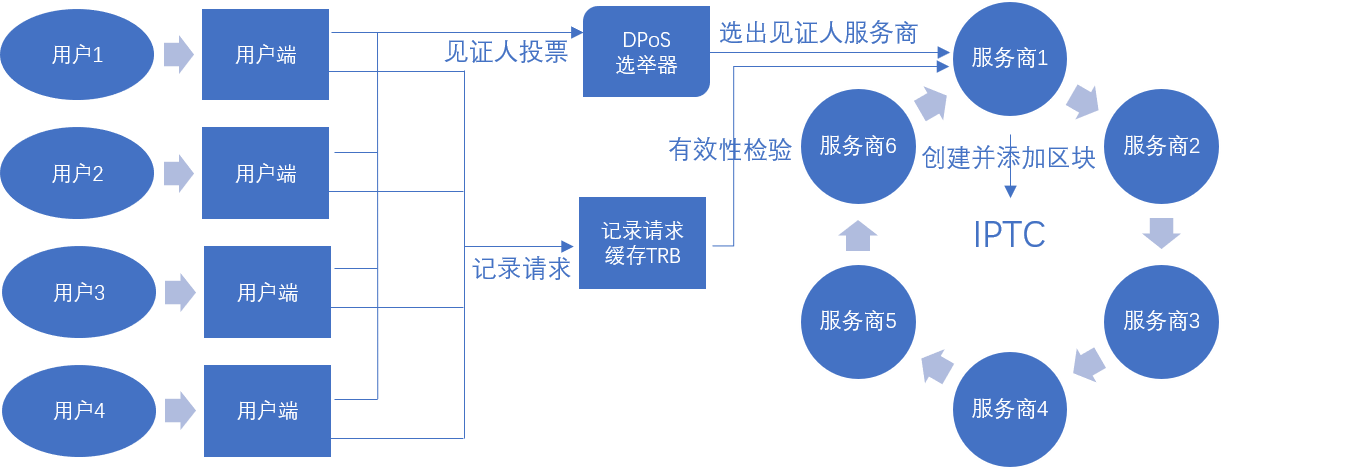 用户1
用户端
见证人投票
DPoS
选举器
选出见证人服务商
服务商1
用户2
用户端
有效性检验
服务商6
创建并添加区块
服务商2
记录请求
缓存TRB
IPTC
记录请求
用户3
用户端
服务商5
服务商3
用户4
用户端
服务商4